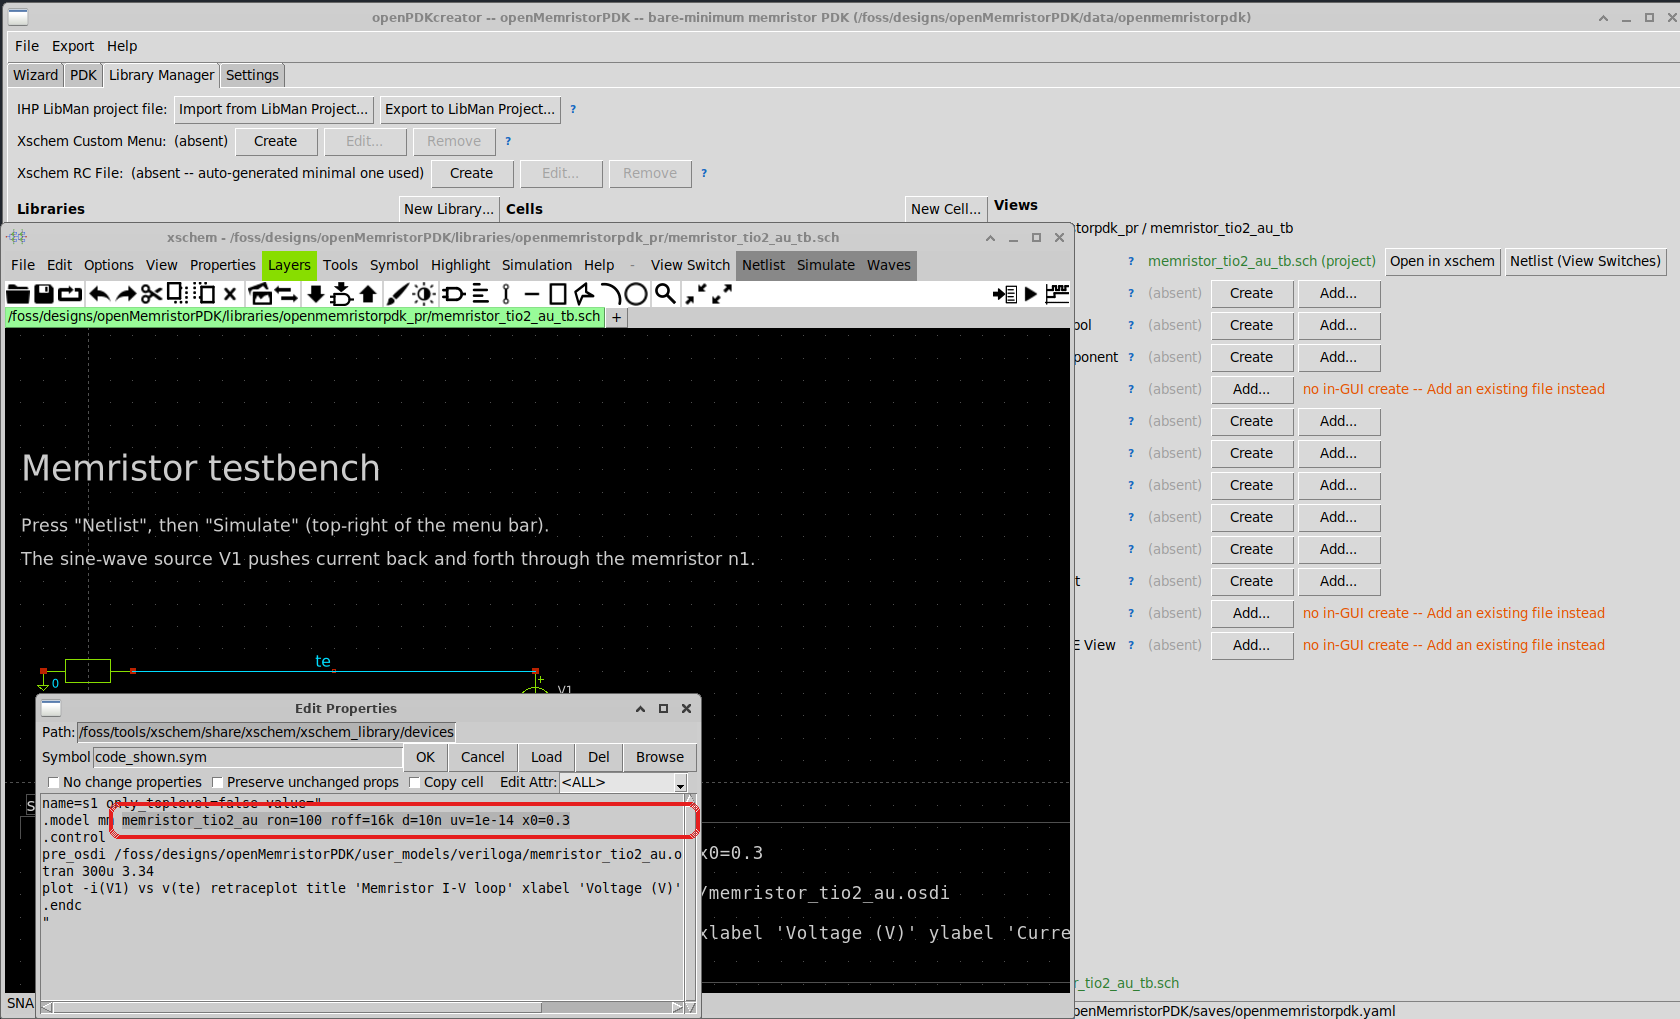 openPDKcreator -- openMemristorPDK -- bare-minimum memristor PDK (/foss/designs/openMemristorPDK/data/openmemristorpdk)
File Export Help
Wizard PDK Library Manager Settings
IHP LibMan project file: Import from LibMan Project... Export to LibMan Project... ?
Xschem Custom Menu: (absent) Create Edit... Remove ?
Xschem RC File: (absent -- auto-generated minimal one used) Create Edit... Remove ?
Libraries New Library... Cells New Cell... Views
xschem - /foss/designs/openMemristorPDK/libraries/openmemristorpdk_pr/memristor_tio2_au_tb.sch
File Edit Options View Properties Layers Tools Symbol Highlight Simulation Help - View Switch Netlist Simulate Waves
/foss/designs/openMemristorPDK/libraries/openmemristorpdk_pr/memristor_tio2_au_tb.sch +
Memristor testbench
Press "Netlist", then "Simulate" (top-right of the menu bar).
The sine-wave source V1 pushes current back and forth through the memristor n1.
te
0
+
V1
Edit Properties
Path: /foss/tools/xschem/share/xschem/xschem_library/devices
Symbol code_shown.sym OK Cancel Load Del Browse
No change properties Preserve unchanged props Copy cell Edit Attr: <ALL>
name=s1 only_toplevel=false value="
.model mm memristor_tio2_au ron=100 roff=16k d=10n uv=1e-14 x0=0.3
.control
pre_osdi /foss/designs/openMemristorPDK/user_models/veriloga/memristor_tio2_au.o
tran 300u 3.34
plot -i(V1) vs v(te) retraceplot title 'Memristor I-V loop' xlabel 'Voltage (V)'
.endc
"
s
x0=0.3
/memristor_tio2_au.osdi
xlabel 'Voltage (V)' ylabel 'Curre
SNA
torpdk_pr / memristor_tio2_au_tb
? memristor_tio2_au_tb.sch (project) Open in xschem Netlist (View Switches)
? (absent) Create Add...
ool ? (absent) Create Add...
ponent ? (absent) Create Add...
? (absent) Add... no in-GUI create -- Add an existing file instead
? (absent) Create Add...
? (absent) Create Add...
? (absent) Create Add...
? (absent) Create Add...
? (absent) Create Add...
t ? (absent) Create Add...
? (absent) Add... no in-GUI create -- Add an existing file instead
E View ? (absent) Add... no in-GUI create -- Add an existing file instead
r_tio2_au_tb.sch
penMemristorPDK/saves/openmemristorpdk.yaml